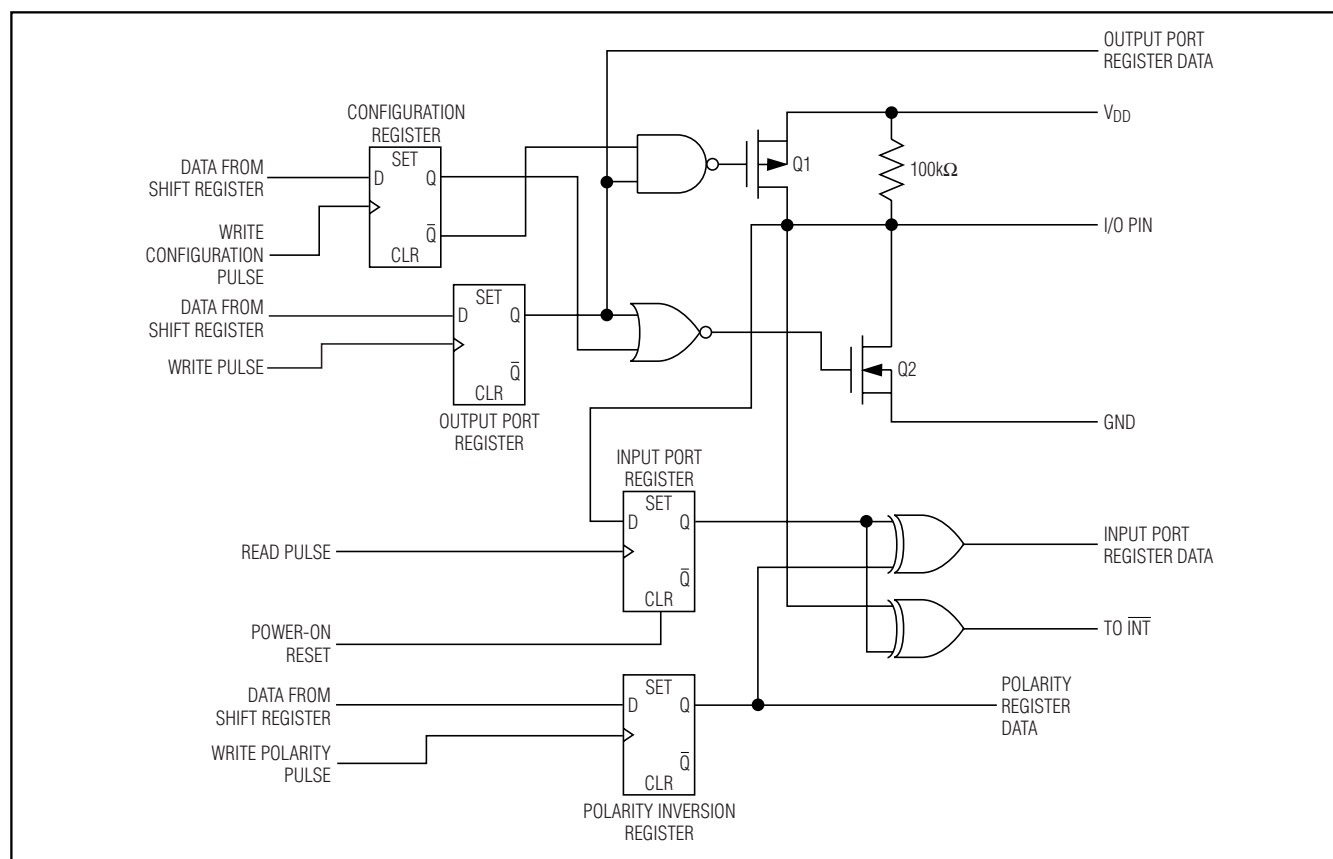 OUTPUT PORT
REGISTER DATA
CONFIGURATION
REGISTER
V_DD
DATA FROM
SHIFT REGISTER
SET
D
Q
Q̅
CLR
Q1
100kΩ
WRITE
CONFIGURATION
PULSE
I/O PIN
DATA FROM
SHIFT REGISTER
SET
D
Q
Q̅
CLR
WRITE PULSE
OUTPUT PORT
REGISTER
Q2
GND
INPUT PORT
REGISTER
SET
D
Q
Q̅
CLR
READ PULSE
INPUT PORT
REGISTER DATA
POWER-ON
RESET
TO I̅N̅T̅
DATA FROM
SHIFT REGISTER
SET
D
Q
Q̅
CLR
POLARITY
REGISTER
DATA
WRITE POLARITY
PULSE
POLARITY INVERSION
REGISTER